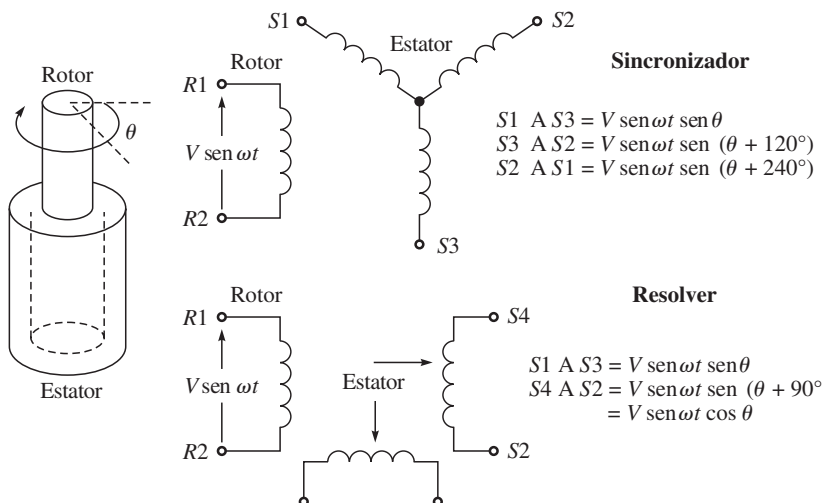 S1
S2
Estator
Rotor
Sincronizador
Rotor
R1
θ
V sen ωt
S1 A S3 = V sen ωt sen θ
S3 A S2 = V sen ωt sen (θ + 120°)
S2 A S1 = V sen ωt sen (θ + 240°)
R2
S3
Rotor
Resolver
R1
S4
S1 A S3 = V sen ωt sen θ
V sen ωt
Estator
S4 A S2 = V sen ωt sen (θ + 90°
= V sen ωt cos θ
Estator
R2
S2